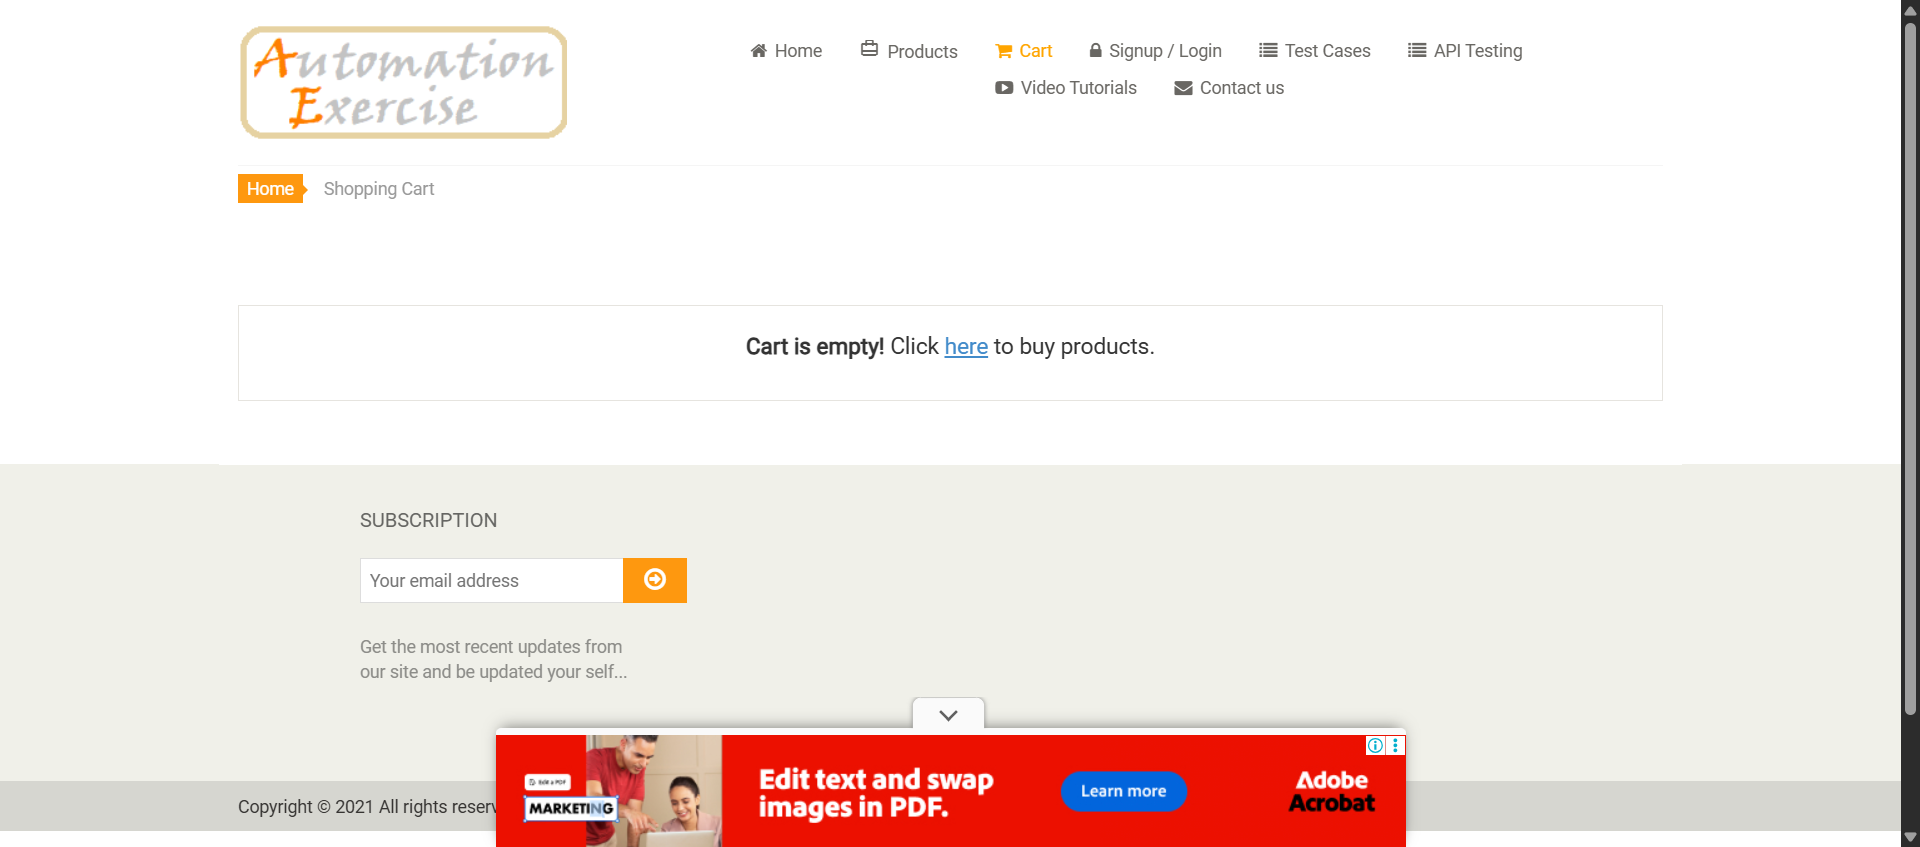 Automation
Exercise
Home
Products
Cart
Signup / Login
Test Cases
API Testing
Video Tutorials
Contact us
Home
Shopping Cart
Cart is empty! Click here to buy products.
SUBSCRIPTION
Your email address
Get the most recent updates from
our site and be updated your self...
Copyright © 2021 All rights reserv
Edit a PDF
MARKETING
Edit text and swap
images in PDF.
Learn more
Adobe
Acrobat